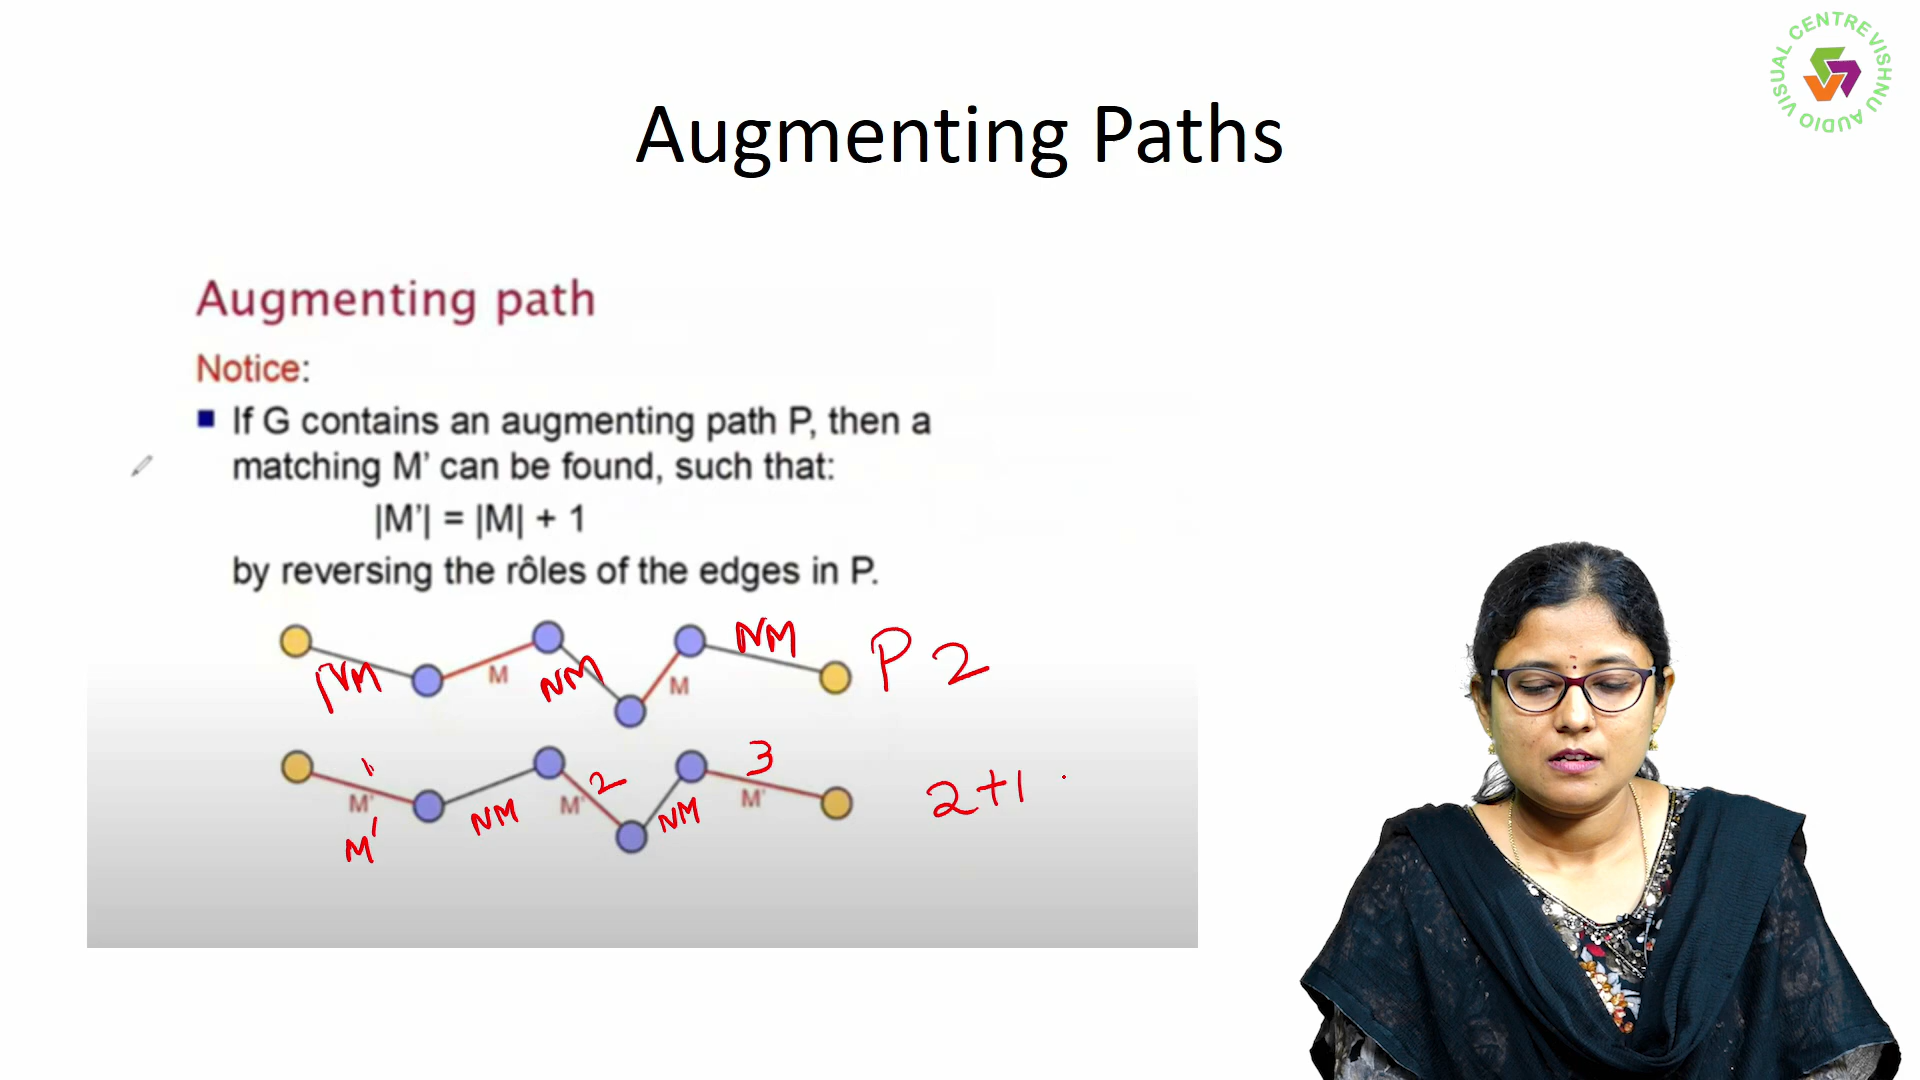 VISUAL CENTRE VISHNU AUDIO
Augmenting Paths
Augmenting path
Notice:
If G contains an augmenting path P, then a
matching M’ can be found, such that:
|M’| = |M| + 1
by reversing the rôles of the edges in P.
NM M NM M NM P 2
1 2 3
M' M' M' 2+1
M' NM NM